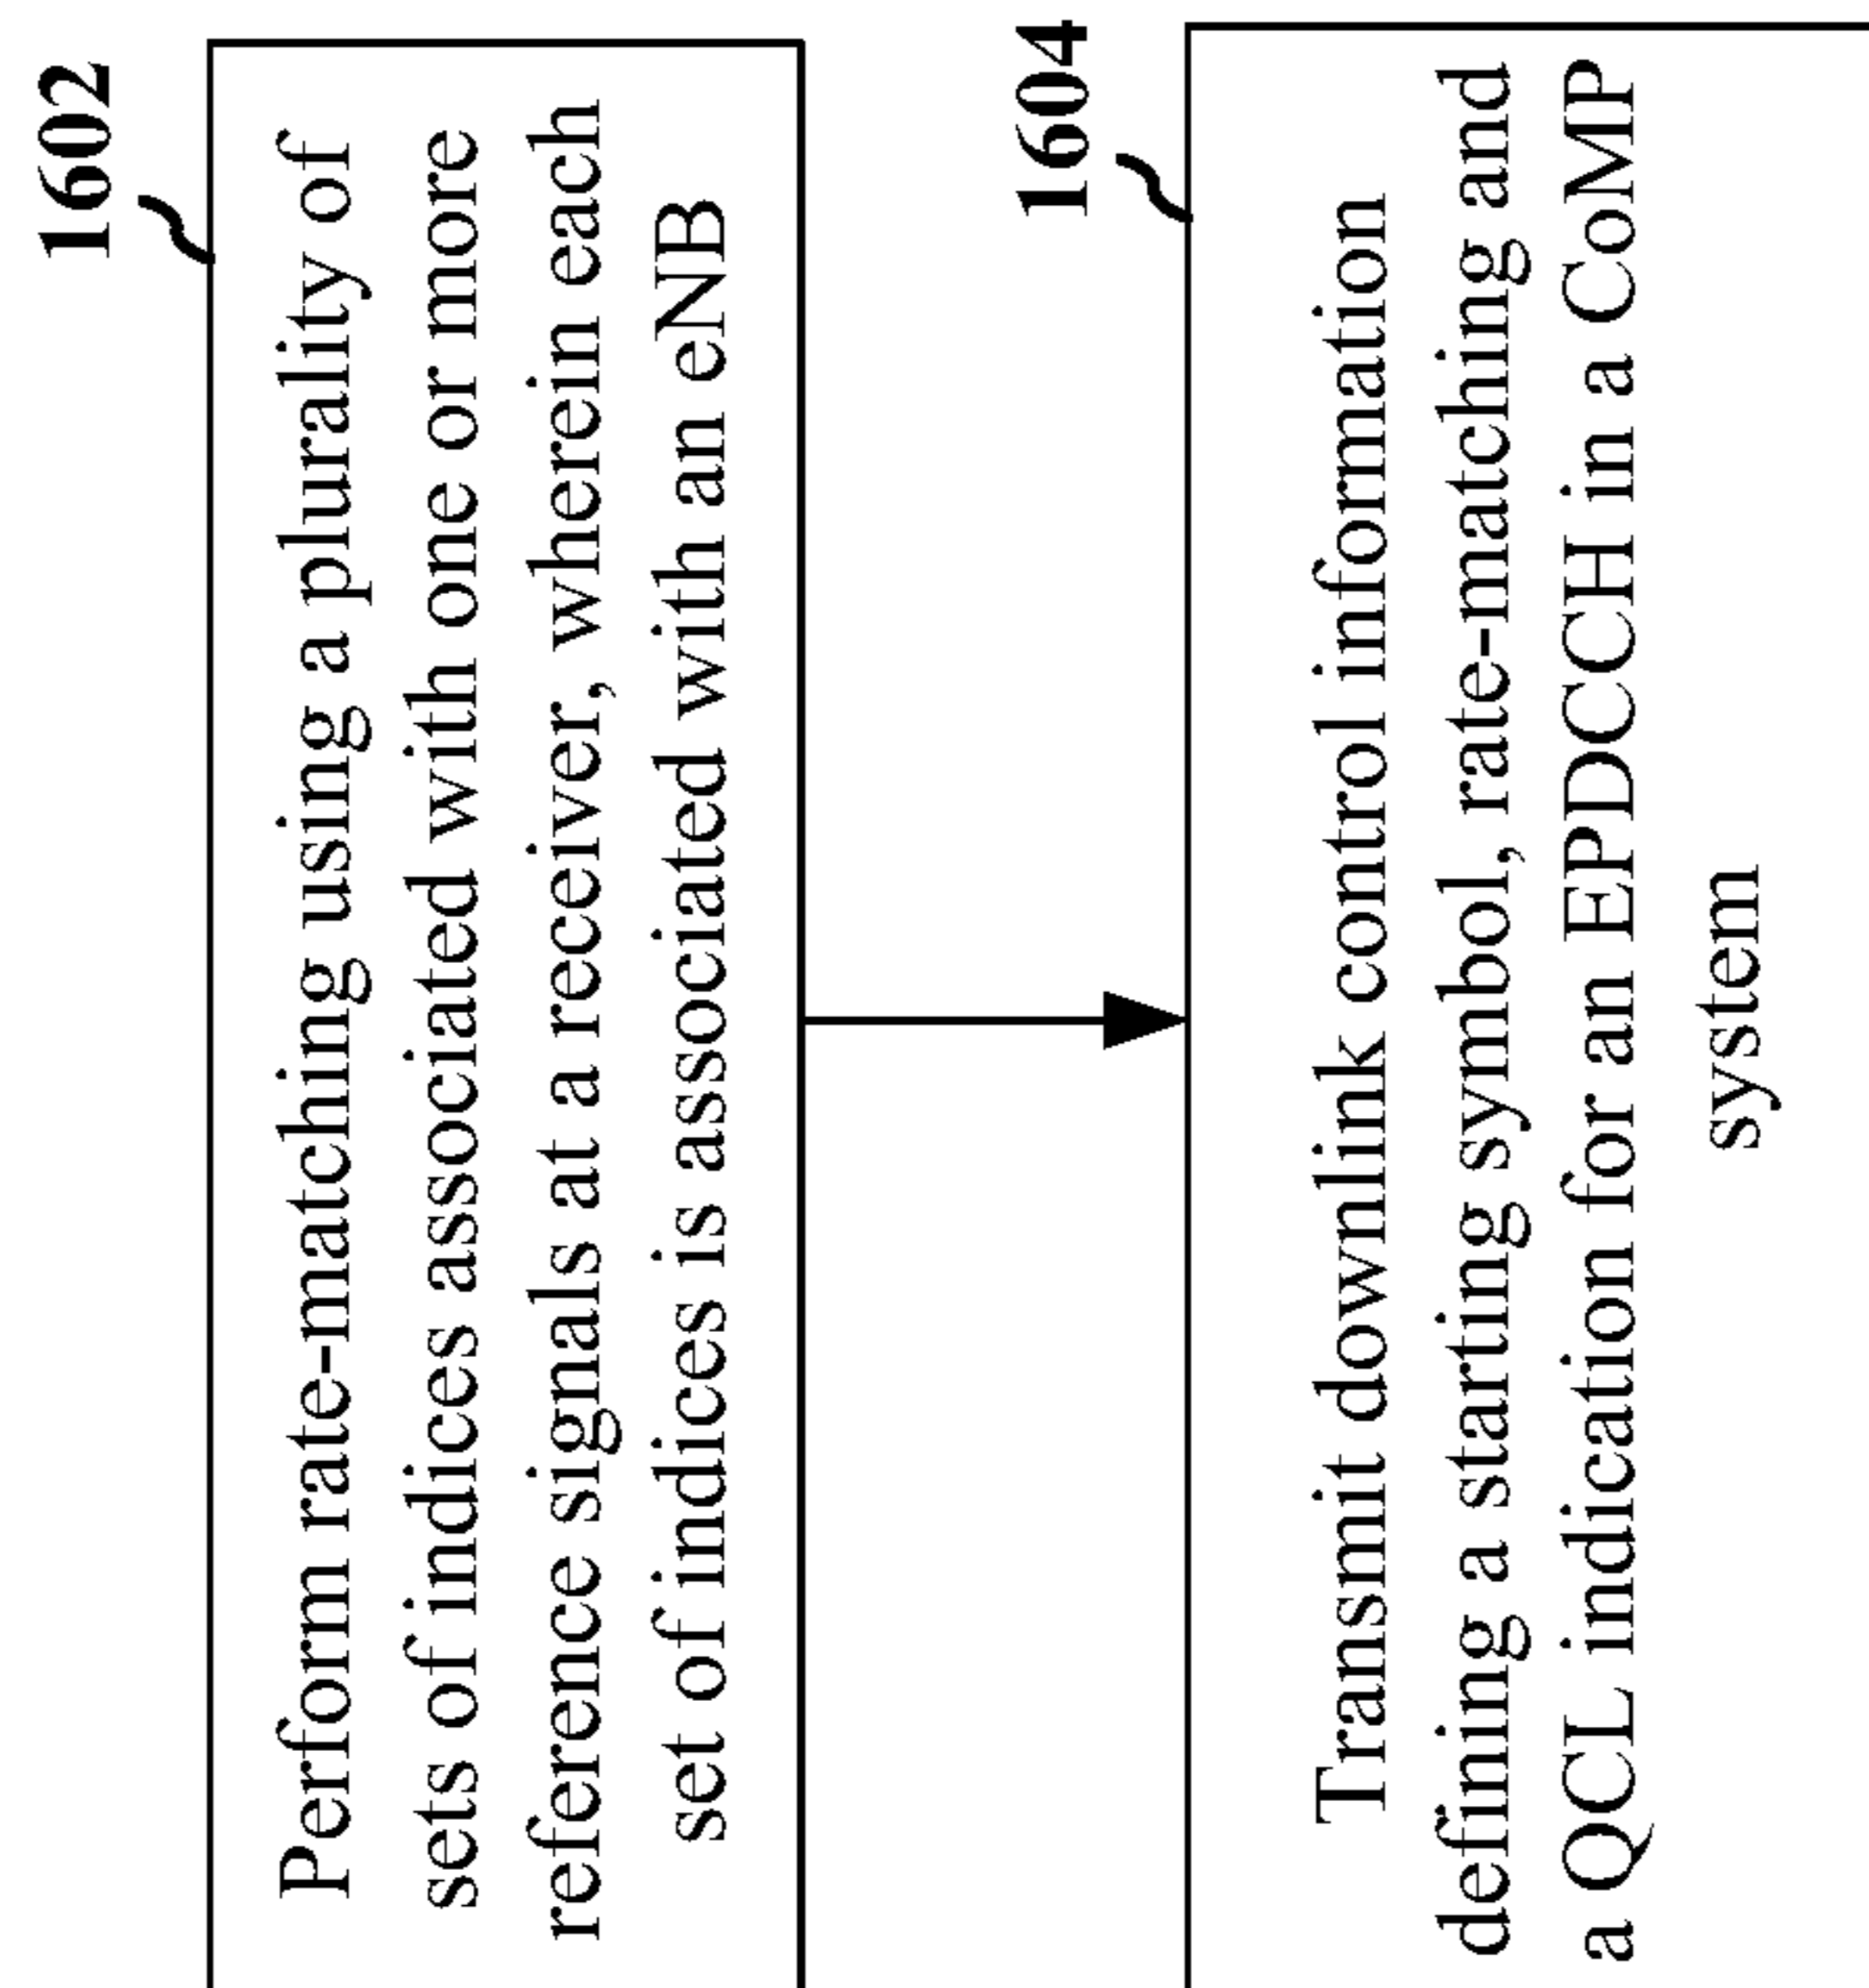 1602
Perform rate-matching using a plurality of
sets of indices associated with one or more
reference signals at a receiver, wherein each
set of indices is associated with an eNB
1604
Transmit downlink control information
defining a starting symbol, rate-matching and
a QCL indication for an EPDCCH in a CoMP
system